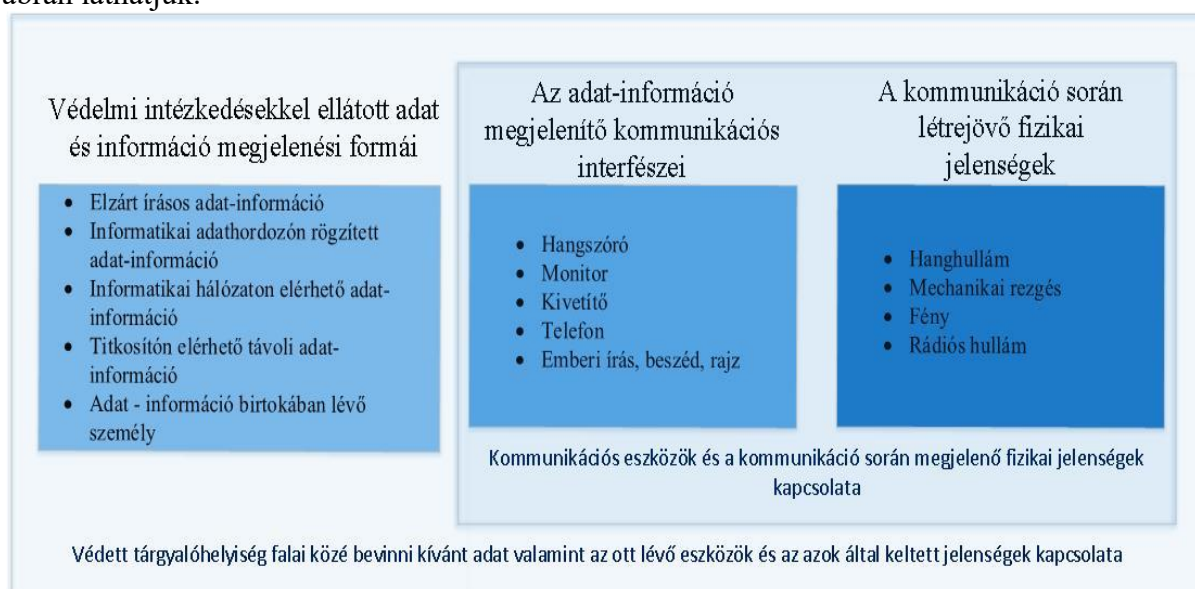 ábrán láthatjuk.
Védelmi intézkedésekkel ellátott adat
és információ megjelenési formái
• Elzárt írásos adat-információ
• Informatikai adathordozón rögzített
adat-információ
• Informatikai hálózaton elérhető adat-
információ
• Titkosítón elérhető távoli adat-
információ
• Adat - információ birtokában lévő
személy
Az adat-információ
megjelenítő kommunikációs
interfészei
• Hangszóró
• Monitor
• Kivetítő
• Telefon
• Emberi írás, beszéd, rajz
A kommunikáció során
létrejövő fizikai
jelenségek
• Hanghullám
• Mechanikai rezgés
• Fény
• Rádiós hullám
Kommunikációs eszközök és a kommunikáció során megjelenő fizikai jelenségek
kapcsolata
Védett tárgyalóhelyiség falai közé bevinni kívánt adat valamint az ott lévő eszközök és az azok által keltett jelenségek kapcsolata